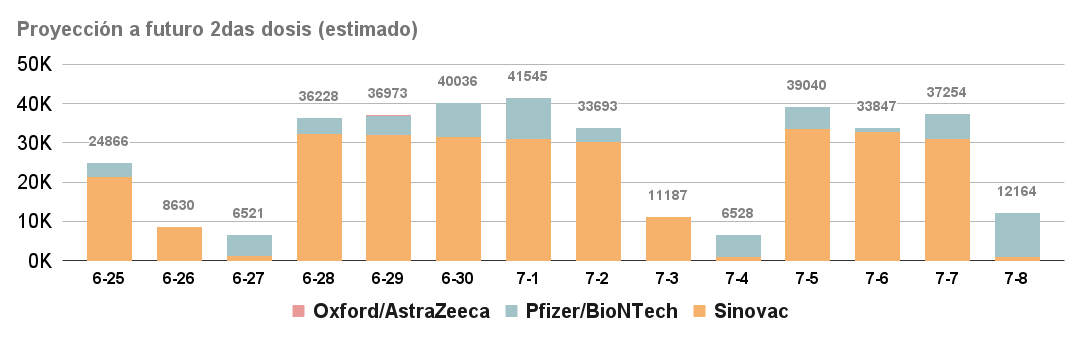 Proyección a futuro 2das dosis (estimado)
50K
40K
30K
20K
10K
0K
24866
8630
6521
36228
36973
40036
41545
33693
11187
6528
39040
33847
37254
12164
6-25 6-26 6-27 6-28 6-29 6-30 7-1 7-2 7-3 7-4 7-5 7-6 7-7 7-8
Oxford/AstraZeeca Pfizer/BioNTech Sinovac